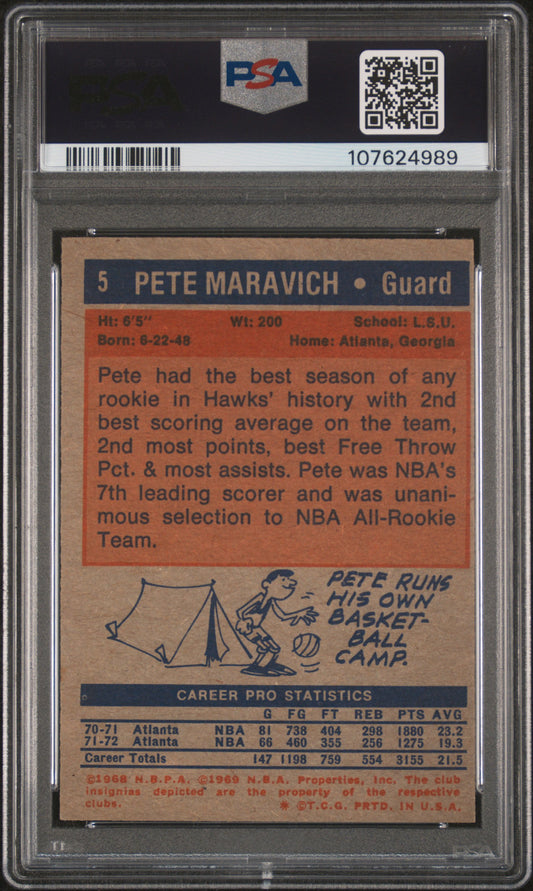 PSA
107624989
5 PETE MARAVICH • Guard
Ht: 6'5" Wt: 200 School: L.S.U.
Born: 6-22-48 Home: Atlanta, Georgia
Pete had the best season of any
rookie in Hawks' history with 2nd
best scoring average on the team,
2nd most points, best Free Throw
Pct. & most assists. Pete was NBA's
7th leading scorer and was unani-
mous selection to NBA All-Rookie
Team.
PETE RUNS
HIS OWN
BASKET-
BALL
CAMP.
CAREER PRO STATISTICS
G FG FT REB PTS AVG
70-71 Atlanta NBA 81 738 404 298 1880 23.2
71-72 Atlanta NBA 66 460 355 256 1275 19.3
Career Totals 147 1198 759 554 3155 21.5
©1968 N.B.P.A. ©1969 N.B.A. Properties, Inc. The club
insignias depicted are the property of the respective
clubs. * ©T.C.G. PRTD. IN U.S.A.
PSA